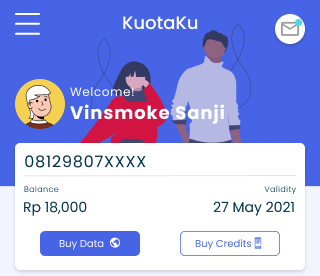 KuotaKu
Welcome!
Vinsmoke Sanji
08129807XXXX
Balance Validity
Rp 18,000 27 May 2021
Buy Data Buy Credits